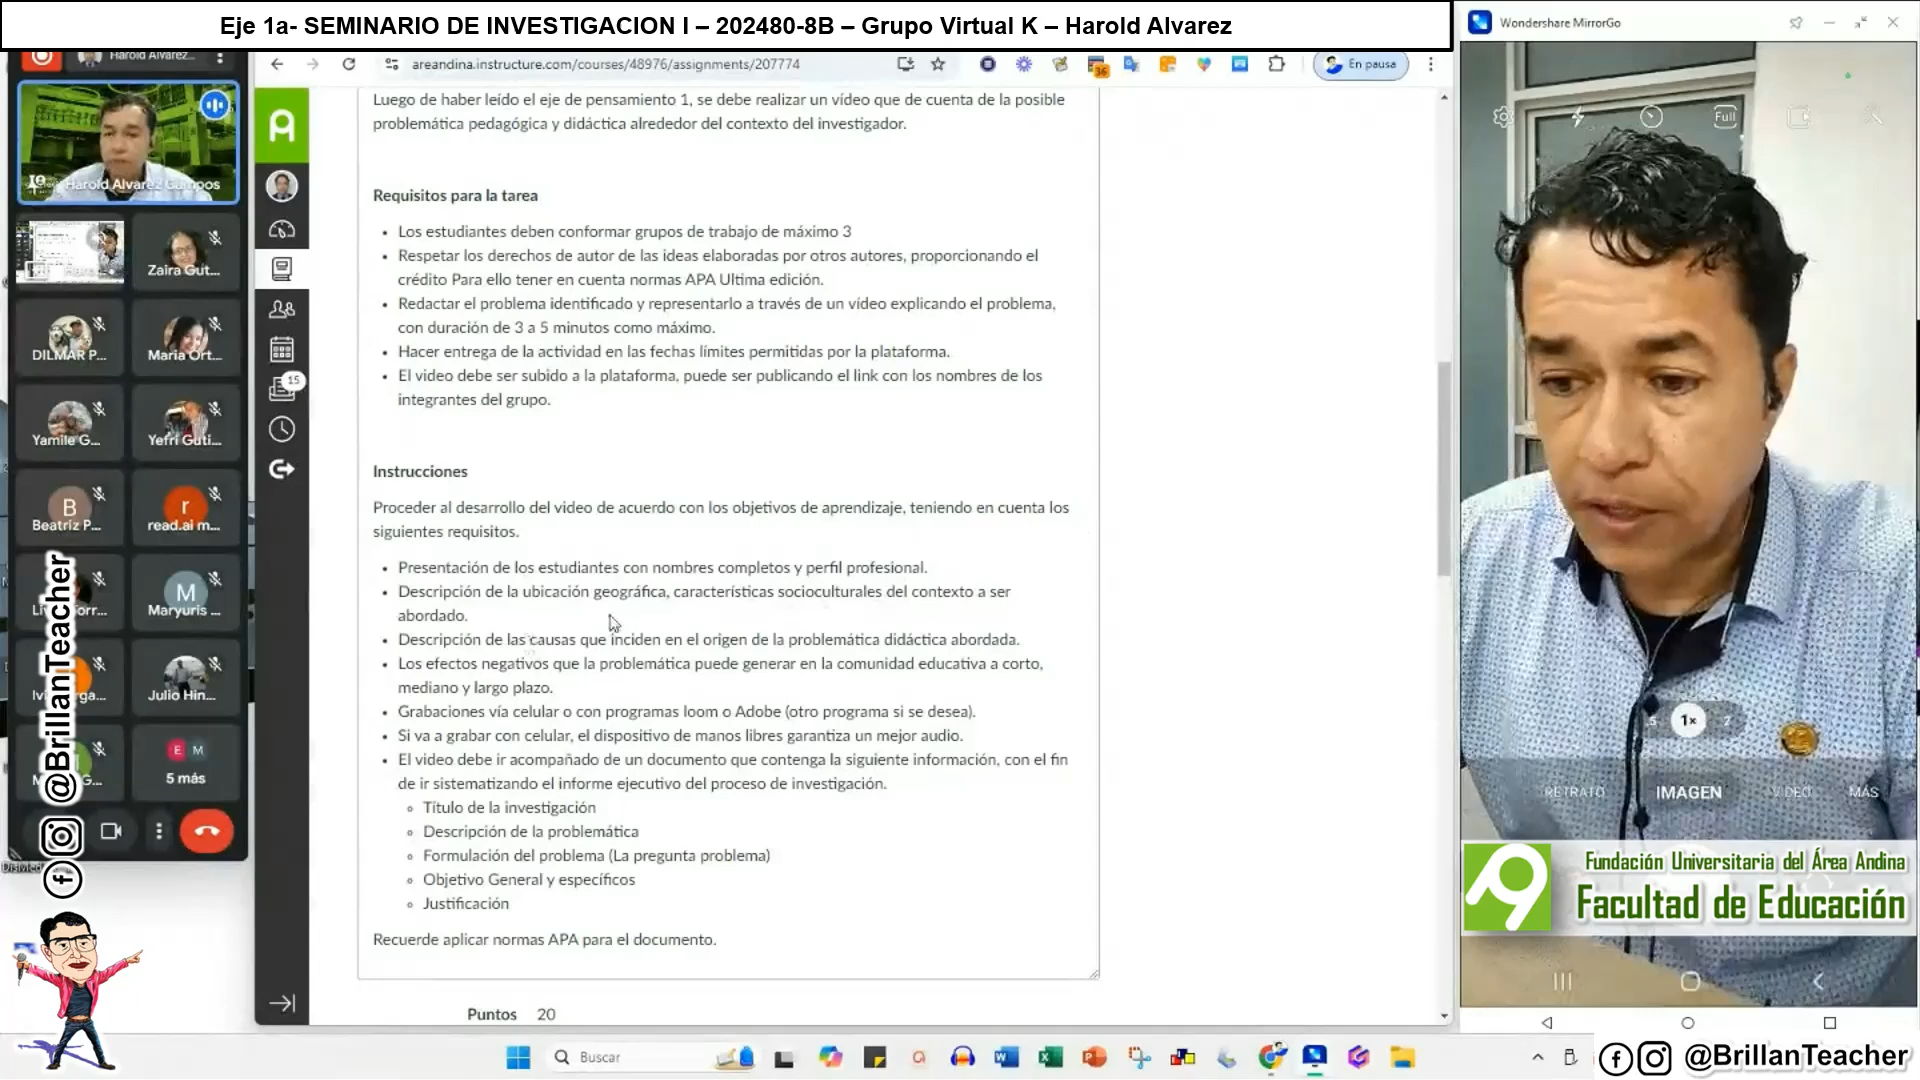 Eje 1a- SEMINARIO DE INVESTIGACION I – 202480-8B – Grupo Virtual K – Harold Alvarez
Wondershare MirrorGo
Harold Alvarez...
areandina.instructure.com/courses/48976/assignments/207774
36
En pausa
Harold Alvarez Campos
Zaira Gut...
DILMAR P...
Maria Ort...
Yamile G...
Yefri Guti...
B
Beatriz P...
r
read.ai m...
M
Maryuris ...
Julio Hin...
E M
5 más
@BrillanTeacher
15
Luego de haber leído el eje de pensamiento 1, se debe realizar un vídeo que de cuenta de la posible
problemática pedagógica y didáctica alrededor del contexto del investigador.
Requisitos para la tarea
Los estudiantes deben conformar grupos de trabajo de máximo 3
Respetar los derechos de autor de las ideas elaboradas por otros autores, proporcionando el
crédito Para ello tener en cuenta normas APA Ultima edición.
Redactar el problema identificado y representarlo a través de un vídeo explicando el problema,
con duración de 3 a 5 minutos como máximo.
Hacer entrega de la actividad en las fechas límites permitidas por la plataforma.
El video debe ser subido a la plataforma, puede ser publicando el link con los nombres de los
integrantes del grupo.
Instrucciones
Proceder al desarrollo del video de acuerdo con los objetivos de aprendizaje, teniendo en cuenta los
siguientes requisitos.
Presentación de los estudiantes con nombres completos y perfil profesional.
Descripción de la ubicación geográfica, características socioculturales del contexto a ser
abordado.
Descripción de las causas que inciden en el origen de la problemática didáctica abordada.
Los efectos negativos que la problemática puede generar en la comunidad educativa a corto,
mediano y largo plazo.
Grabaciones vía celular o con programas loom o Adobe (otro programa si se desea).
Si va a grabar con celular, el dispositivo de manos libres garantiza un mejor audio.
El video debe ir acompañado de un documento que contenga la siguiente información, con el fin
de ir sistematizando el informe ejecutivo del proceso de investigación.
Título de la investigación
Descripción de la problemática
Formulación del problema (La pregunta problema)
Objetivo General y específicos
Justificación
Recuerde aplicar normas APA para el documento.
Puntos 20
Full
.5 1× 2
RETRATO IMAGEN VIDEO MÁS
Fundación Universitaria del Área Andina
Facultad de Educación
Buscar
@BrillanTeacher